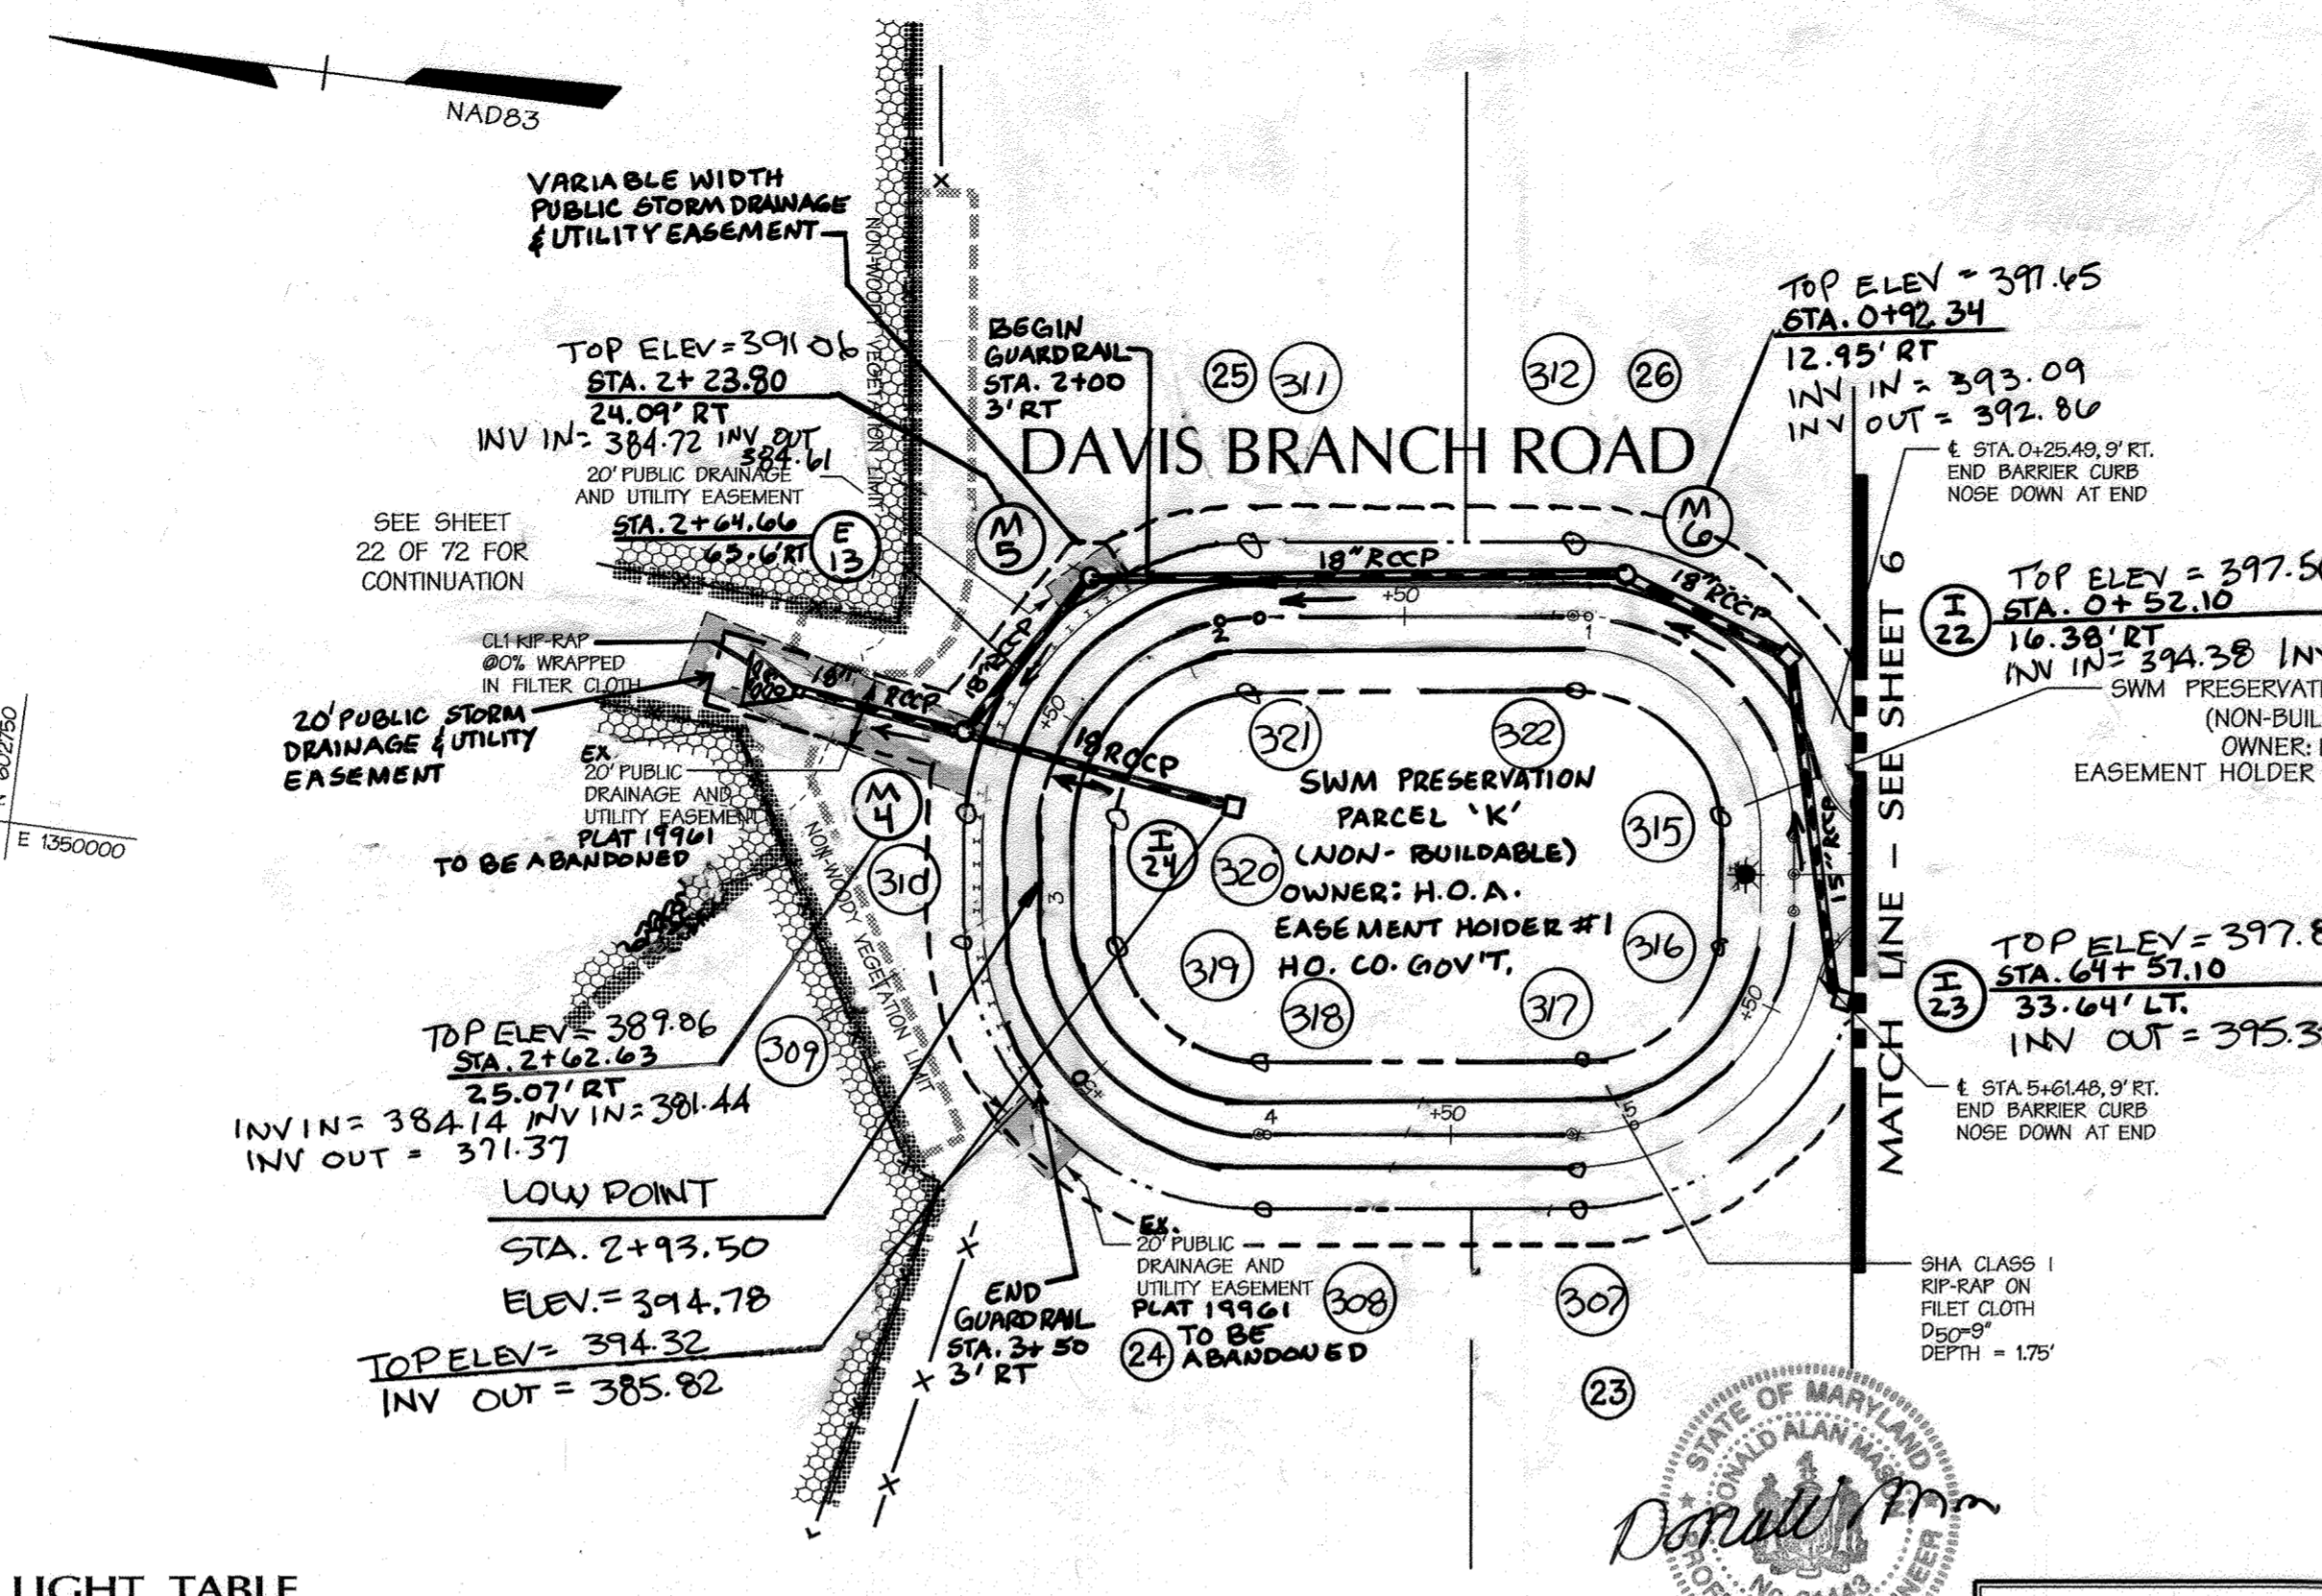 NAD83
VARIABLE WIDTH
PUBLIC STORM DRAINAGE
& UTILITY EASEMENT
NON-WOODY VEGETATION LIMIT
TOP ELEV = 391.06
STA. 2+23.80
24.09' RT
INV IN = 384.72 INV OUT
384.61
20' PUBLIC DRAINAGE
AND UTILITY EASEMENT
STA. 2+64.66
65.6' RT
E
13
M
5
SEE SHEET
22 OF 72 FOR
CONTINUATION
BEGIN
GUARDRAIL
STA. 2+00
3' RT
25
311
312
26
DAVIS BRANCH ROAD
TOP ELEV = 397.65
STA. 0+92.34
12.95' RT
INV IN = 393.09
INV OUT = 392.86
M
6
℄ STA. 0+25.49, 9' RT.
END BARRIER CURB
NOSE DOWN AT END
MATCH LINE - SEE SHEET 6
I
22
TOP ELEV = 397.5
STA. 0+52.10
16.38' RT
INV IN = 394.38
SWM
(NON-
OWNER:
EASEMENT HOLDER
18" RCCP
18" RCCP
18" RCCP
18" RCCP
18 RCCP
15" RCCP
+50
2
1
+50
3
+50
4
+50
5
+50
CL1 RIP-RAP
@0% WRAPPED
IN FILTER CLOTH
20' PUBLIC STORM
DRAINAGE & UTILITY
EASEMENT
EX.
20' PUBLIC
DRAINAGE AND
UTILITY EASEMENT
PLAT 19961
TO BE ABANDONED
E 1350000
M
4
310
I
24
321
322
320
319
318
317
316
315
SWM PRESERVATION
PARCEL 'K'
(NON-BUILDABLE)
OWNER: H.O.A.
EASEMENT HOIDER #1
HO. CO. GOV'T.
I
23
TOP ELEV = 397.8
STA. 64+57.10
33.64' LT.
INV OUT = 395.3
℄ STA. 5+61.48, 9' RT.
END BARRIER CURB
NOSE DOWN AT END
NON-WOODY VEGETATION LIMIT
309
TOP ELEV = 389.06
STA. 2+62.63
25.07' RT
INV IN = 384.14 INV IN = 381.44
INV OUT = 371.37
LOW POINT
STA. 2+93.50
ELEV. = 394.78
TOP ELEV = 394.32
INV OUT = 385.82
END
GUARDRAIL
STA. 3+50
3' RT
EX.
20' PUBLIC
DRAINAGE AND
UTILITY EASEMENT
PLAT 19961
TO BE
ABANDONED
24
308
307
23
SHA CLASS I
RIP-RAP ON
FILET CLOTH
D50=9"
DEPTH = 1.75'
STATE OF MARYLAND
DONALD ALAN
LIGHT TABLE